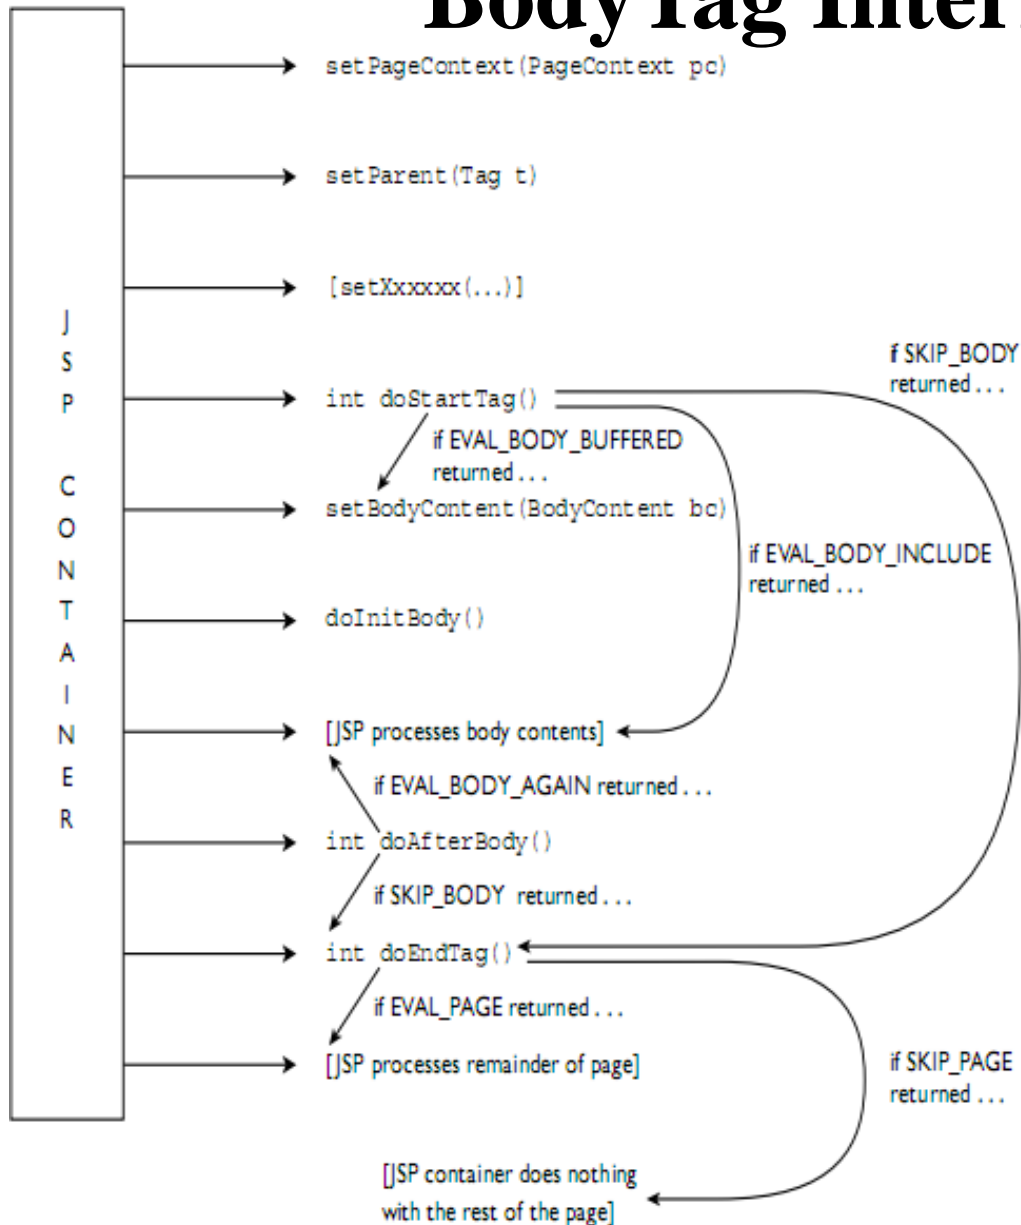 BodyTag Inter
setPageContext(PageContext pc)
setParent(Tag t)
[setXxxxxx(...)]
if SKIP_BODY
returned . . .
int doStartTag()
if EVAL_BODY_BUFFERED
returned . . .
setBodyContent(BodyContent bc)
if EVAL_BODY_INCLUDE
returned . . .
doInitBody()
JSP CONTAINER
[JSP processes body contents]
if EVAL_BODY_AGAIN returned . . .
int doAfterBody()
if SKIP_BODY returned . . .
int doEndTag()
if EVAL_PAGE returned . . .
[JSP processes remainder of page]
if SKIP_PAGE
returned . . .
[JSP container does nothing
with the rest of the page]